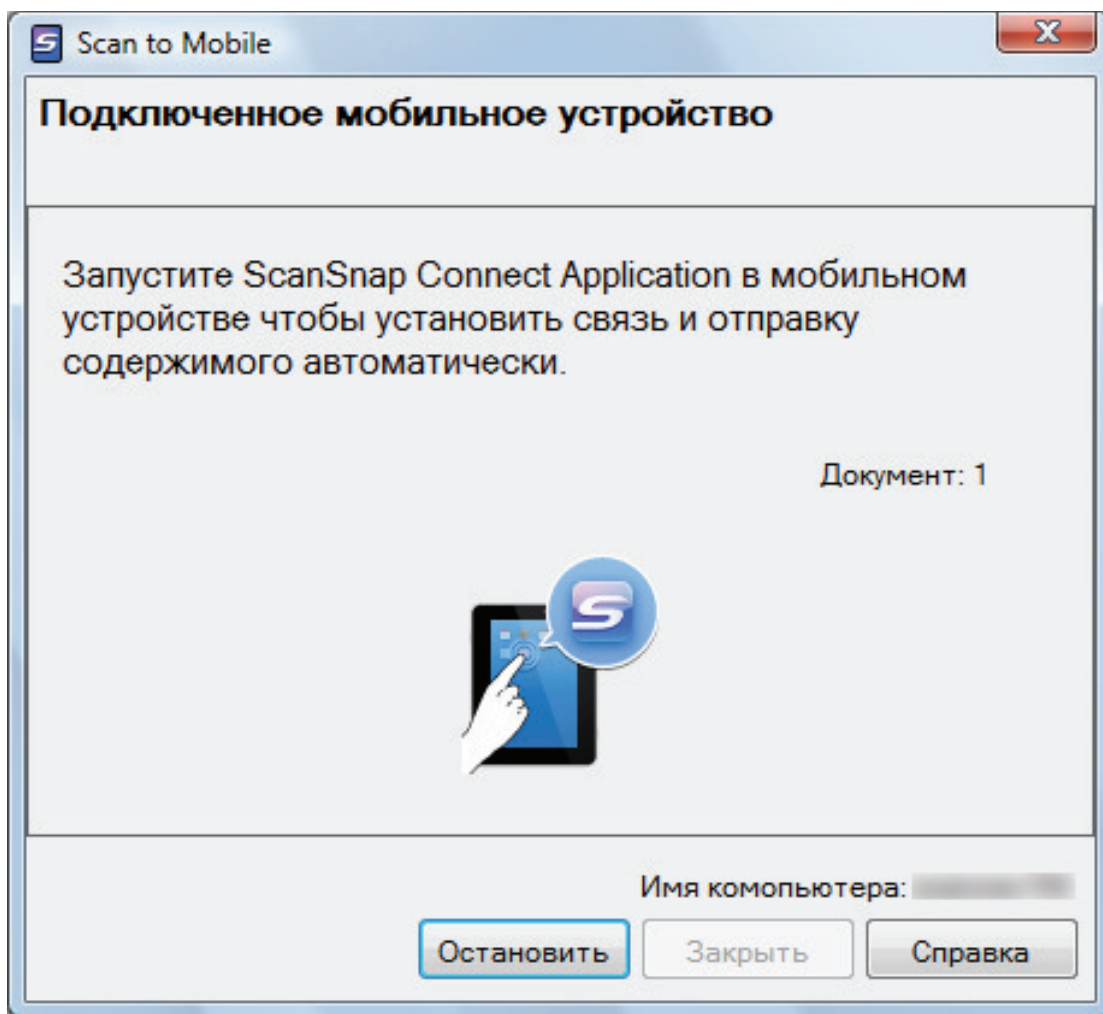 Scan to Mobile
Подключенное мобильное устройство
Запустите ScanSnap Connect Application в мобильном
устройстве чтобы установить связь и отправку
содержимого автоматически.
Документ: 1
Имя комопьютера:
Остановить Закрыть Справка